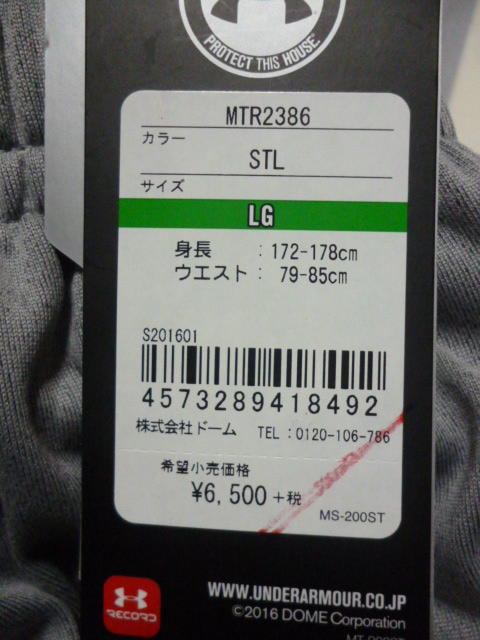 PROTECT THIS HOUSE.
MTR2386
カラー
STL
サイズ
LG
身長 : 172-178cm
ウエスト : 79-85cm
S201601
4573289418492
株式会社ドーム TEL : 0120-106-786
希望小売価格
¥6,500 +税
MS-200ST
RECORD
WWW.UNDERARMOUR.CO.JP
©2016 DOME Corporation